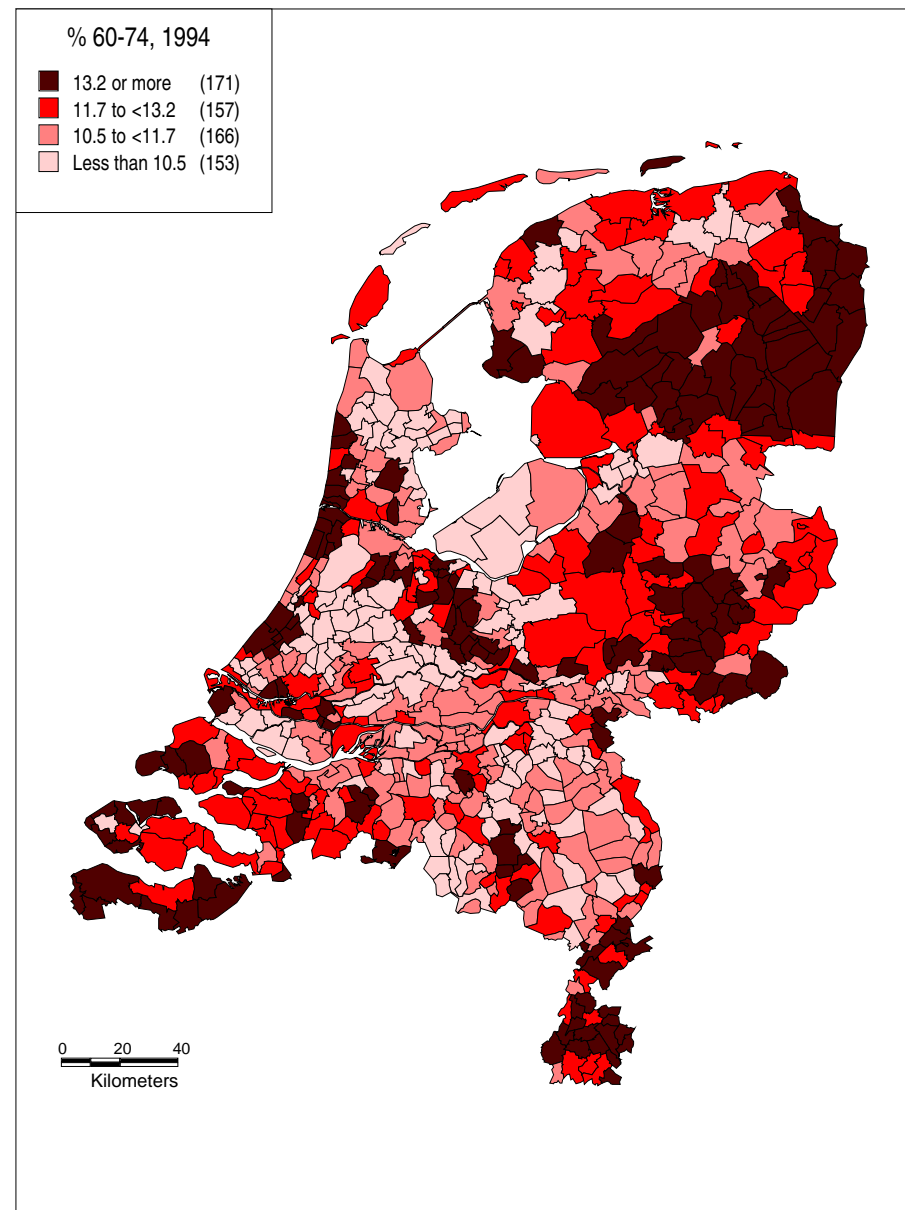 % 60-74, 1994
13.2 or more (171)
11.7 to <13.2 (157)
10.5 to <11.7 (166)
Less than 10.5 (153)
0 20 40
Kilometers